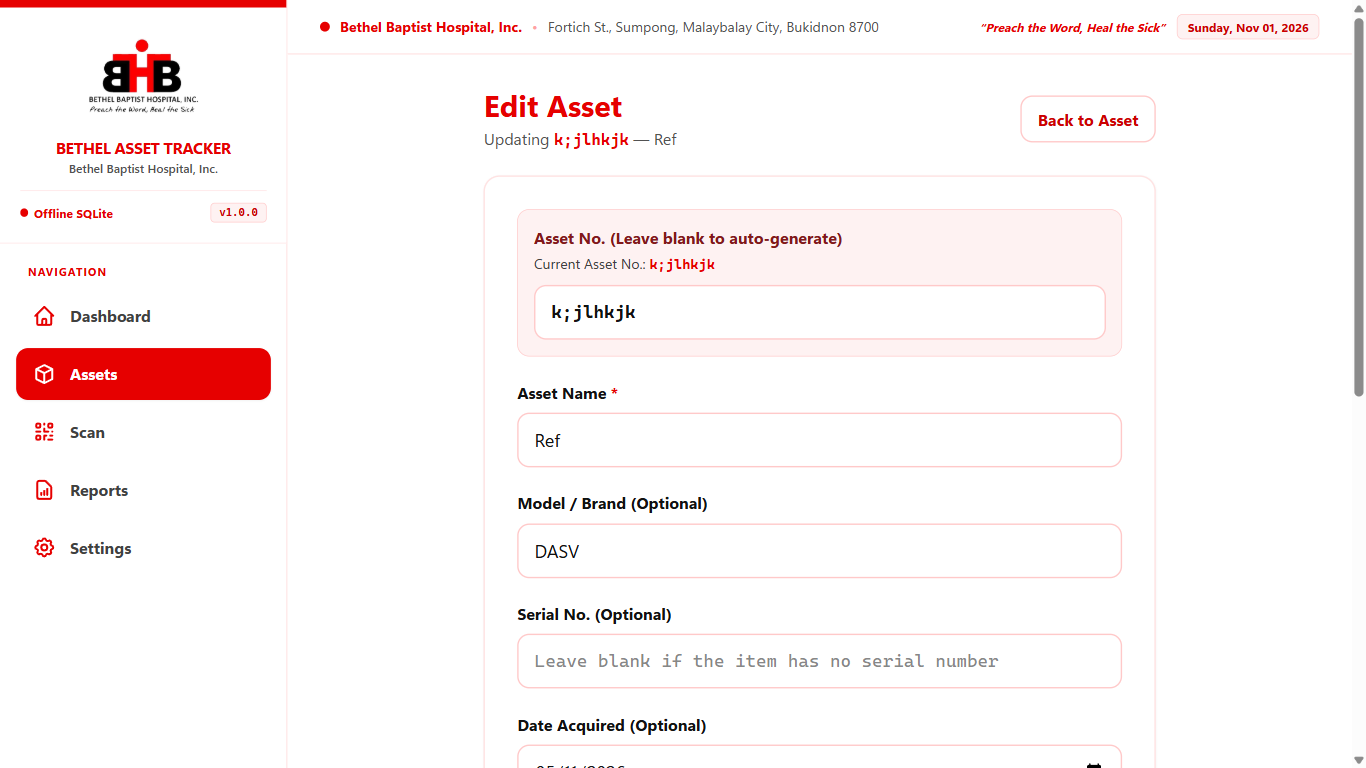 BHB
BETHEL BAPTIST HOSPITAL, INC.
Preach the Word, Heal the Sick
BETHEL ASSET TRACKER
Bethel Baptist Hospital, Inc.
Offline SQLite
v1.0.0
NAVIGATION
Dashboard
Assets
Scan
Reports
Settings
Bethel Baptist Hospital, Inc. • Fortich St., Sumpong, Malaybalay City, Bukidnon 8700
“Preach the Word, Heal the Sick”
Sunday, Nov 01, 2026
Edit Asset
Updating k;jlhkjk — Ref
Back to Asset
Asset No. (Leave blank to auto-generate)
Current Asset No.: k;jlhkjk
k;jlhkjk
Asset Name *
Ref
Model / Brand (Optional)
DASV
Serial No. (Optional)
Leave blank if the item has no serial number
Date Acquired (Optional)